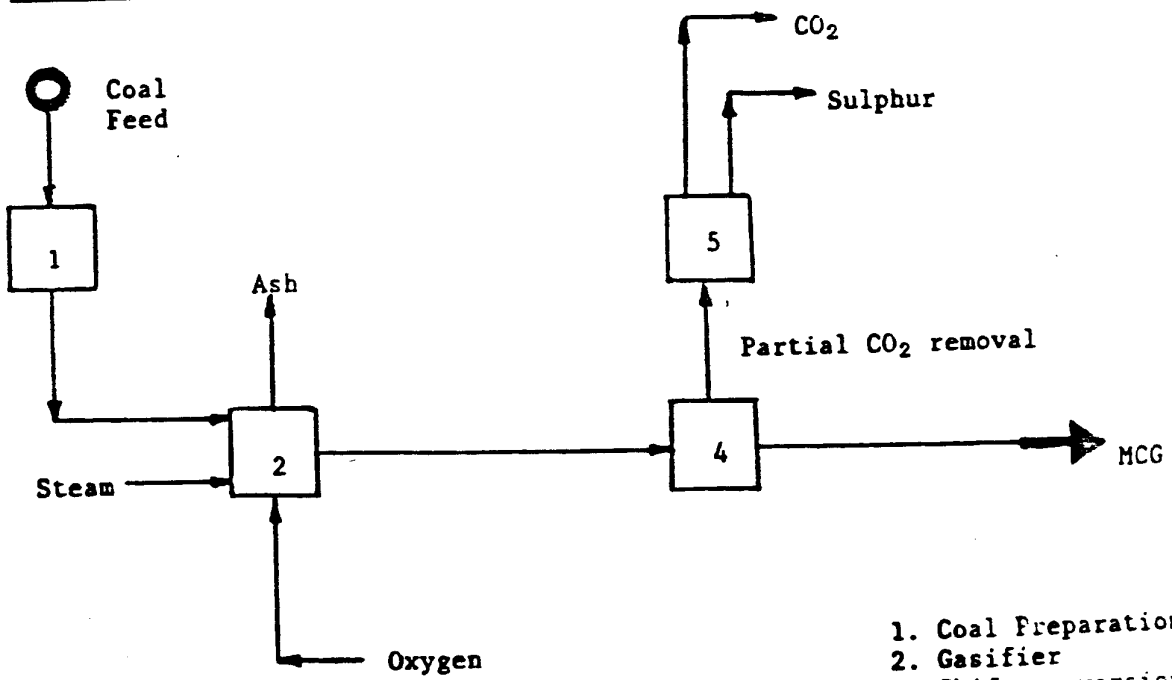 CO₂
Coal
Feed
Sulphur
1
5
Ash
Partial CO₂ removal
2
4
MCG
Steam
Oxygen
1. Coal Preparation
2. Gasifier